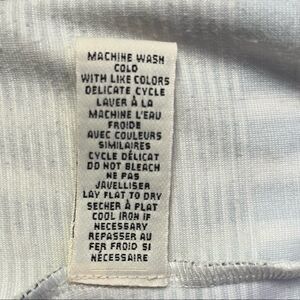 MACHINE WASH
COLD
WITH LIKE COLORS
DELICATE CYCLE
LAVER À LA
MACHINE L'EAU
FROIDE
AVEC COULEURS
SIMILAIRES
CYCLE DÉLICAT
DO NOT BLEACH
NE PAS
JAVELLISER
LAY FLAT TO DRY
SECHER À PLAT
COOL IRON IF
NECESSARY
REPASSER AU
FER FROID SI
NÉCESSAIRE